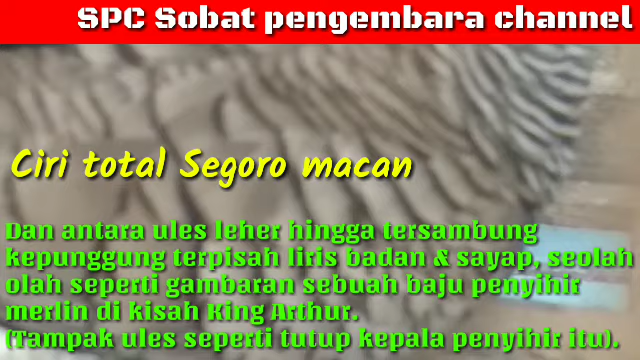 SPC Sobat pengembara channel
Ciri total Segoro macan
Dan antara ules leher hingga tersambung
kepunggung terpisah liris badan & sayap, seolah
olah seperti gambaran sebuah baju penyihir
merlin di kisah King Arthur.
(Tampak ules seperti tutup kepala penyihir itu).